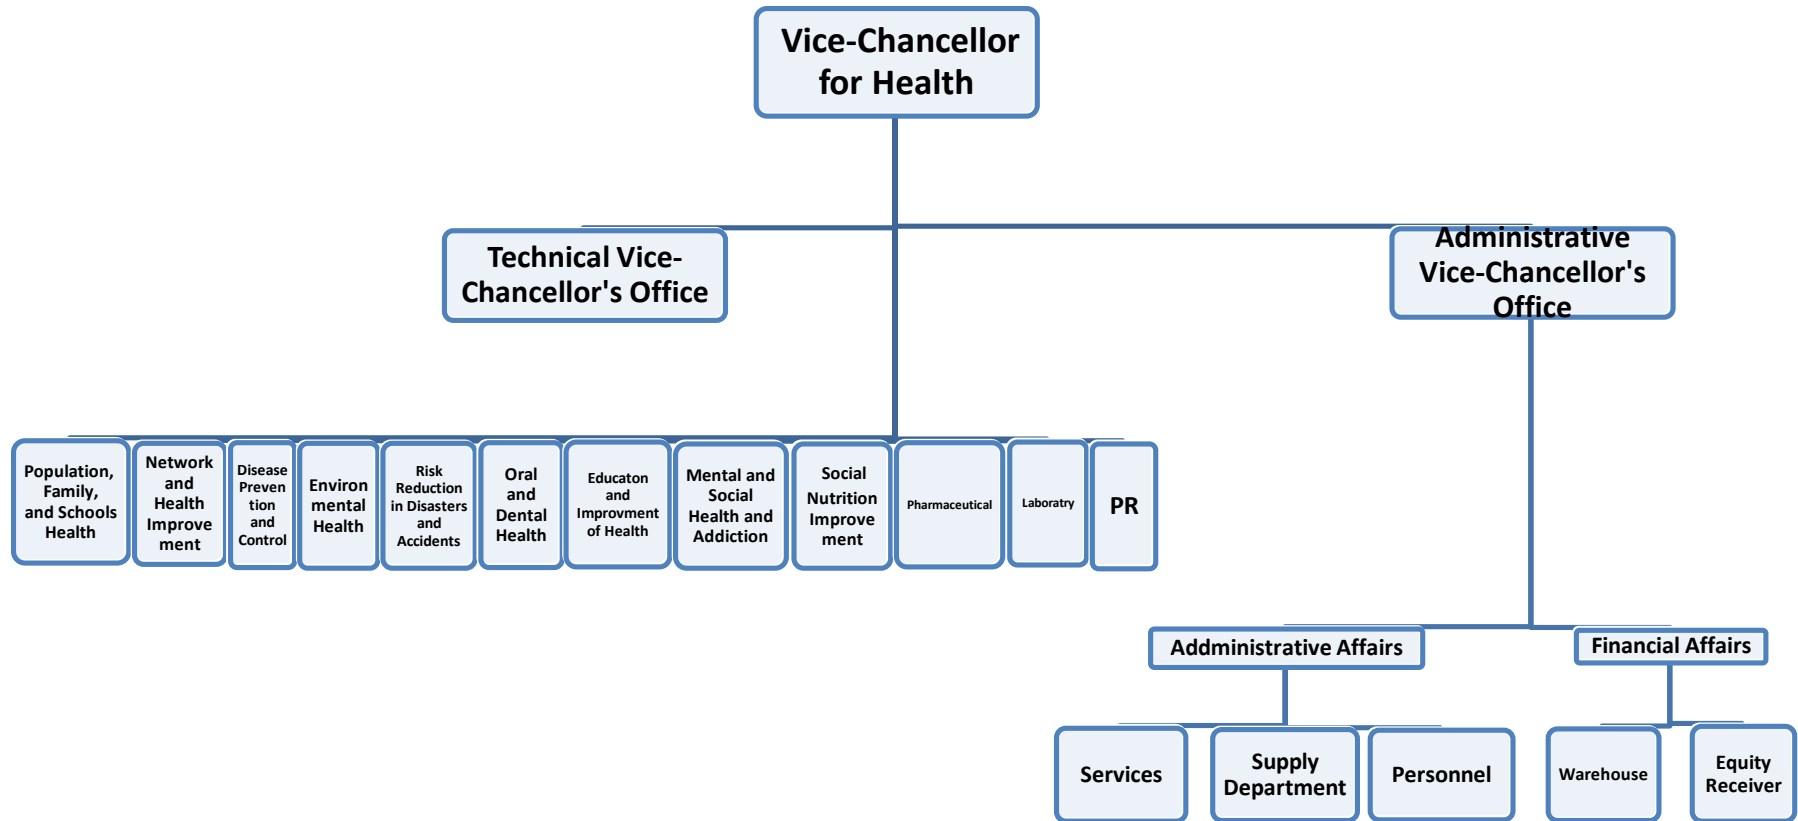 Vice-Chancellor
for Health
Technical Vice-
Chancellor's Office
Administrative
Vice-Chancellor's
Office
Population,
Family,
and Schools
Health
Network
and
Health
Improve
ment
Disease
Preven
tion
and
Control
Environ
mental
Health
Risk
Reduction
in Disasters
and
Accidents
Oral
and
Dental
Health
Educaton
and
Improvment
of Health
Mental and
Social
Health and
Addiction
Social
Nutrition
Improve
ment
Pharmaceutical
Laboratry
PR
Addministrative Affairs
Financial Affairs
Services
Supply
Department
Personnel
Warehouse
Equity
Receiver